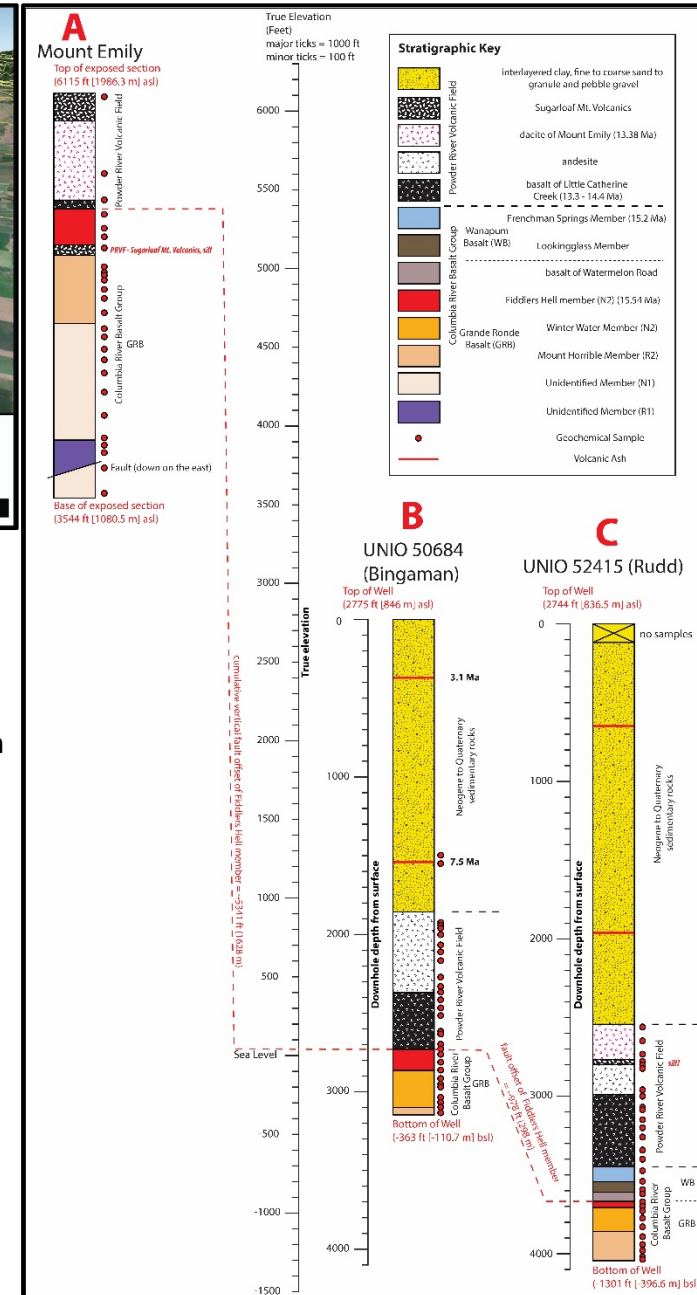 A
Mount Emily
Top of exposed section
(6115 ft [1986.3 m] asl)
Powder River Volcanic Field
PRVF - Sugarloaf Mt. Volcanics, sill
Columbia River Basalt Group
GRB
Fault (down on the east)
Base of exposed section
(3544 ft [1080.5 m] asl)
True Elevation
(Feet)
major ticks = 1000 ft
minor ticks = 100 ft
6000
5500
5000
4500
4000
3500
3000
2500
2000
1500
1000
500
Sea Level
-500
-1000
-1500
True elevation
cumulative vertical fault offset of Fiddlers Hell member = ~5341 ft (1628 m)
Stratigraphic Key
Powder River Volcanic Field
interlayered clay, fine to coarse sand to
granule and pebble gravel
Sugarloaf Mt. Volcanics
dacite of Mount Emily (13.38 Ma)
andesite
basalt of Little Catherine
Creek (13.3 - 14.4 Ma)
Columbia River Basalt Group
Wanapum
Basalt (WB)
Frenchman Springs Member (15.2 Ma)
Lookingglass Member
basalt of Watermelon Road
Grande Ronde
Basalt (GRB)
Fiddlers Hell member (N2) (15.54 Ma)
Winter Water Member (N2)
Mount Horrible Member (R2)
Unidentified Member (N1)
Unidentified Member (R1)
Geochemical Sample
Volcanic Ash
B
UNIO 50684
(Bingaman)
Top of Well
(2775 ft [846 m] asl)
0
1000
2000
3000
4000
Downhole depth from surface
3.1 Ma
7.5 Ma
Neogene to Quaternary
sedimentary rocks
Powder River Volcanic Field
Columbia River
Basalt Group
GRB
Bottom of Well
(-363 ft [-110.7 m] bsl)
fault offset of Fiddlers Hell member
= ~978 ft (298 m)
C
UNIO 52415 (Rudd)
Top of Well
(2744 ft [836.5 m] asl)
0
1000
2000
3000
4000
Downhole depth from surface
no samples
Neogene to Quaternary
sedimentary rocks
Powder River Volcanic Field
sill?
WB
Columbia River
Basalt Group
GRB
Bottom of Well
(-1301 ft [-396.6 m] bsl)